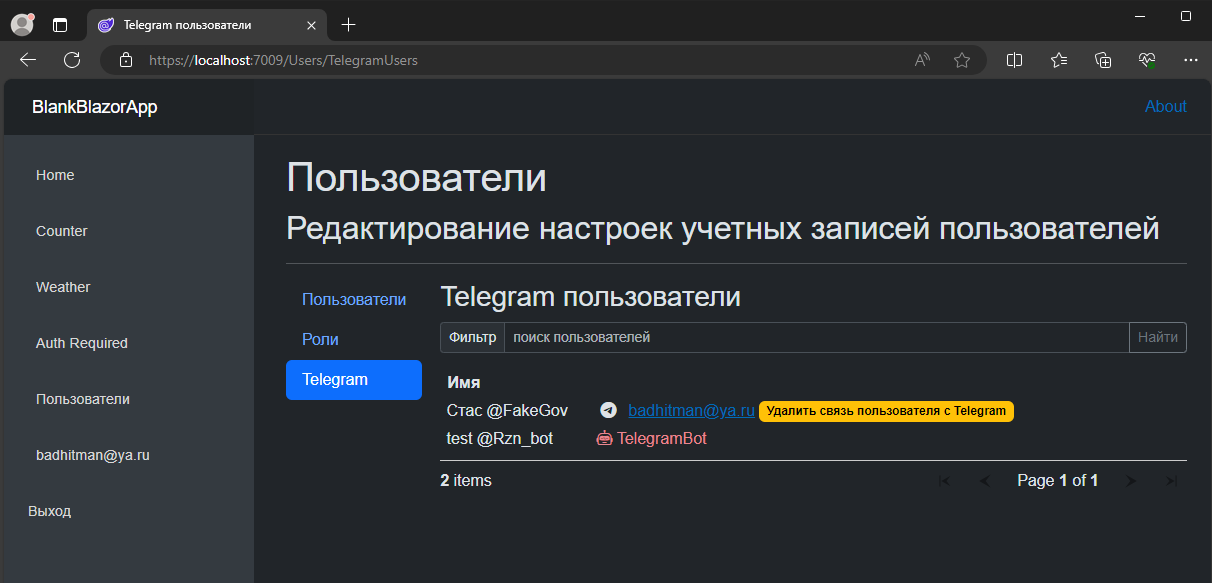 Telegram пользователи
https://localhost:7009/Users/TelegramUsers
BlankBlazorApp
About
Home
Counter
Weather
Auth Required
Пользователи
badhitman@ya.ru
Выход
Пользователи
Редактирование настроек учетных записей пользователей
Пользователи
Роли
Telegram
Telegram пользователи
Фильтр поиск пользователей Найти
Имя
Стас @FakeGov badhitman@ya.ru Удалить связь пользователя с Telegram
test @Rzn_bot TelegramBot
2 items Page 1 of 1